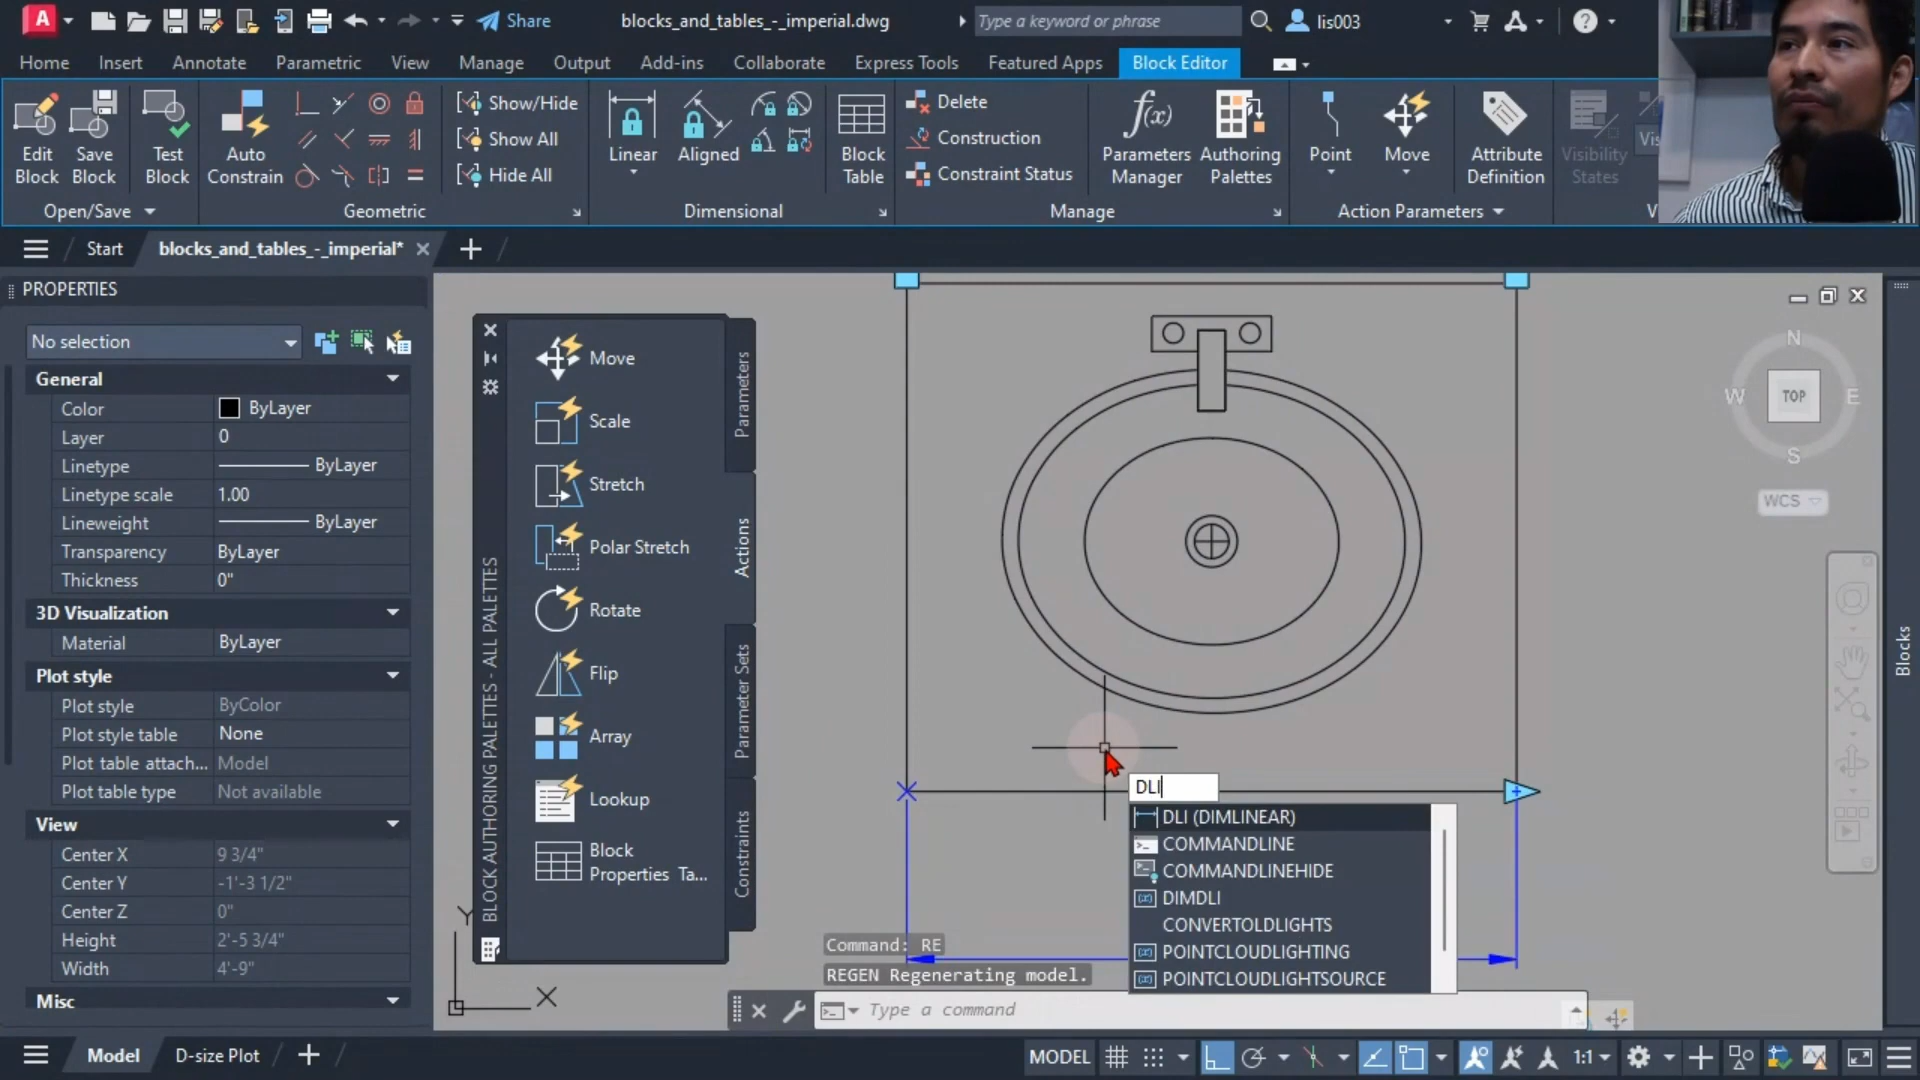 A
Share
blocks_and_tables_-_imperial.dwg
Type a keyword or phrase
lis003
Home
Insert
Annotate
Parametric
View
Manage
Output
Add-ins
Collaborate
Express Tools
Featured Apps
Block Editor
Edit Block
Save Block
Test Block
Open/Save
Auto Constrain
Show/Hide
Show All
Hide All
Geometric
Linear
Aligned
Block Table
Dimensional
Delete
Construction
Constraint Status
Parameters Manager
Authoring Palettes
Manage
Point
Move
Action Parameters
Attribute Definition
Visibility States
Start
blocks_and_tables_-_imperial*
PROPERTIES
No selection
General
Color ByLayer
Layer 0
Linetype ByLayer
Linetype scale 1.00
Lineweight ByLayer
Transparency ByLayer
Thickness 0"
3D Visualization
Material ByLayer
Plot style
Plot style ByColor
Plot style table None
Plot table attach... Model
Plot table type Not available
View
Center X 9 3/4"
Center Y -1'-3 1/2"
Center Z 0"
Height 2'-5 3/4"
Width 4'-9"
Misc
BLOCK AUTHORING PALETTES - ALL PALETTES
Move
Scale
Stretch
Polar Stretch
Rotate
Flip
Array
Lookup
Block
Properties Ta...
Parameters
Actions
Parameter Sets
Constraints
Y
X
N
W
TOP
E
S
WCS
Blocks
DLI
DLI (DIMLINEAR)
COMMANDLINE
COMMANDLINEHIDE
DIMDLI
CONVERTOLDLIGHTS
POINTCLOUDLIGHTING
POINTCLOUDLIGHTSOURCE
Command: RE
REGEN Regenerating model.
Type a command
Model
D-size Plot
MODEL
1:1